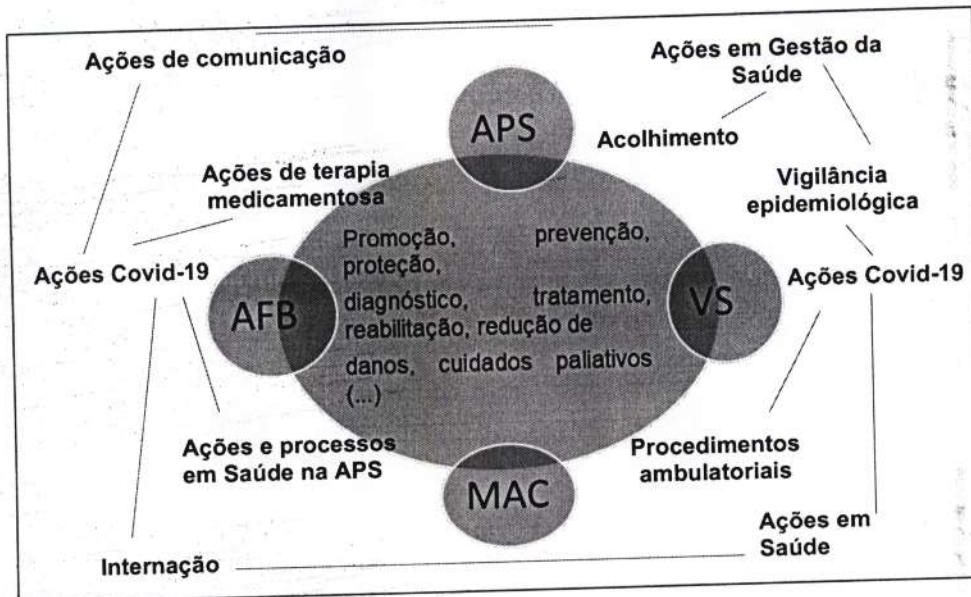 Ações de comunicação
Ações em Gestão da
Saúde
APS
Acolhimento
Ações de terapia
medicamentosa
Vigilância
epidemiológica
Promoção, prevenção,
proteção,
Ações Covid-19
Ações Covid-19
AFB
diagnóstico, tratamento,
reabilitação, redução de
VS
danos, cuidados paliativos
(...)
Ações e processos
em Saúde na APS
Procedimentos
ambulatoriais
MAC
Ações em
Saúde
Internação